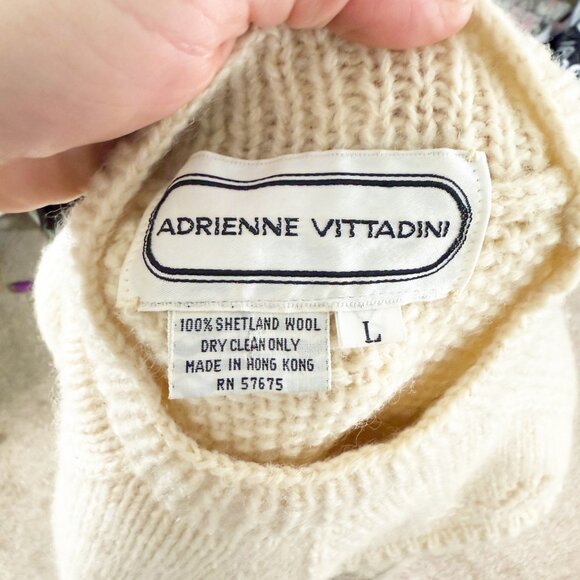 ADRIENNE VITTADINI
100% SHETLAND WOOL
DRY CLEAN ONLY
MADE IN HONG KONG
RN 57675
L